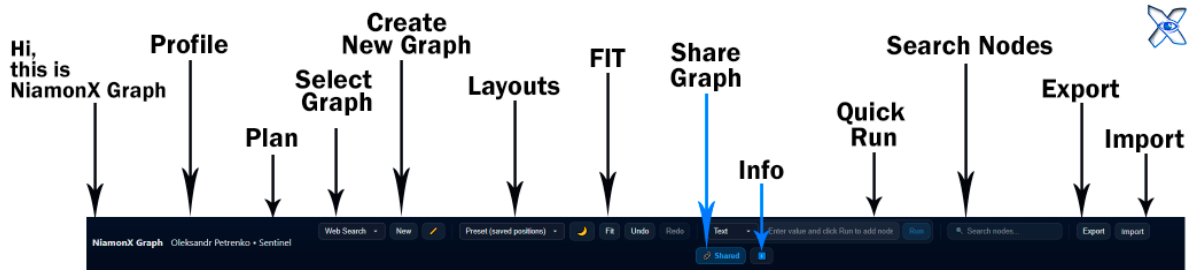 Hi,
this is
NiamonX Graph
Profile
Plan
Select
Graph
Create
New Graph
Layouts
FIT
Share
Graph
Info
Quick
Run
Search Nodes
Export
Import
NiamonX Graph Oleksandr Petrenko • Sentinel Web Search New Preset (saved positions) Fit Undo Redo Text Enter value and click Run to add node Run Search nodes... Export Import
Shared